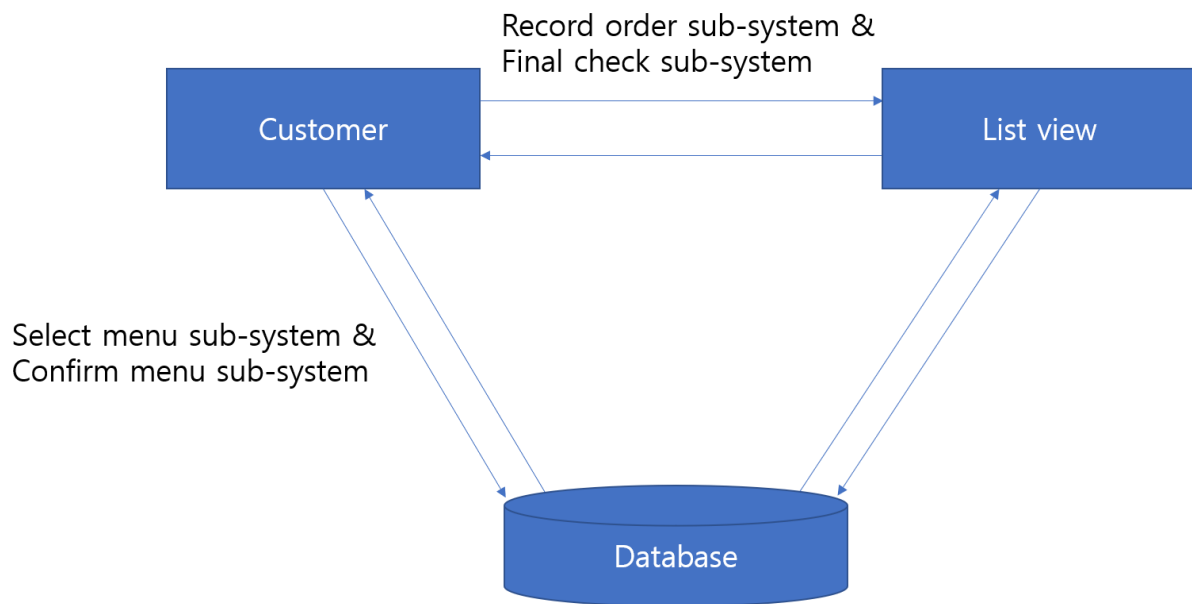 Record order sub-system &
Final check sub-system
Customer
List view
Select menu sub-system &
Confirm menu sub-system
Database